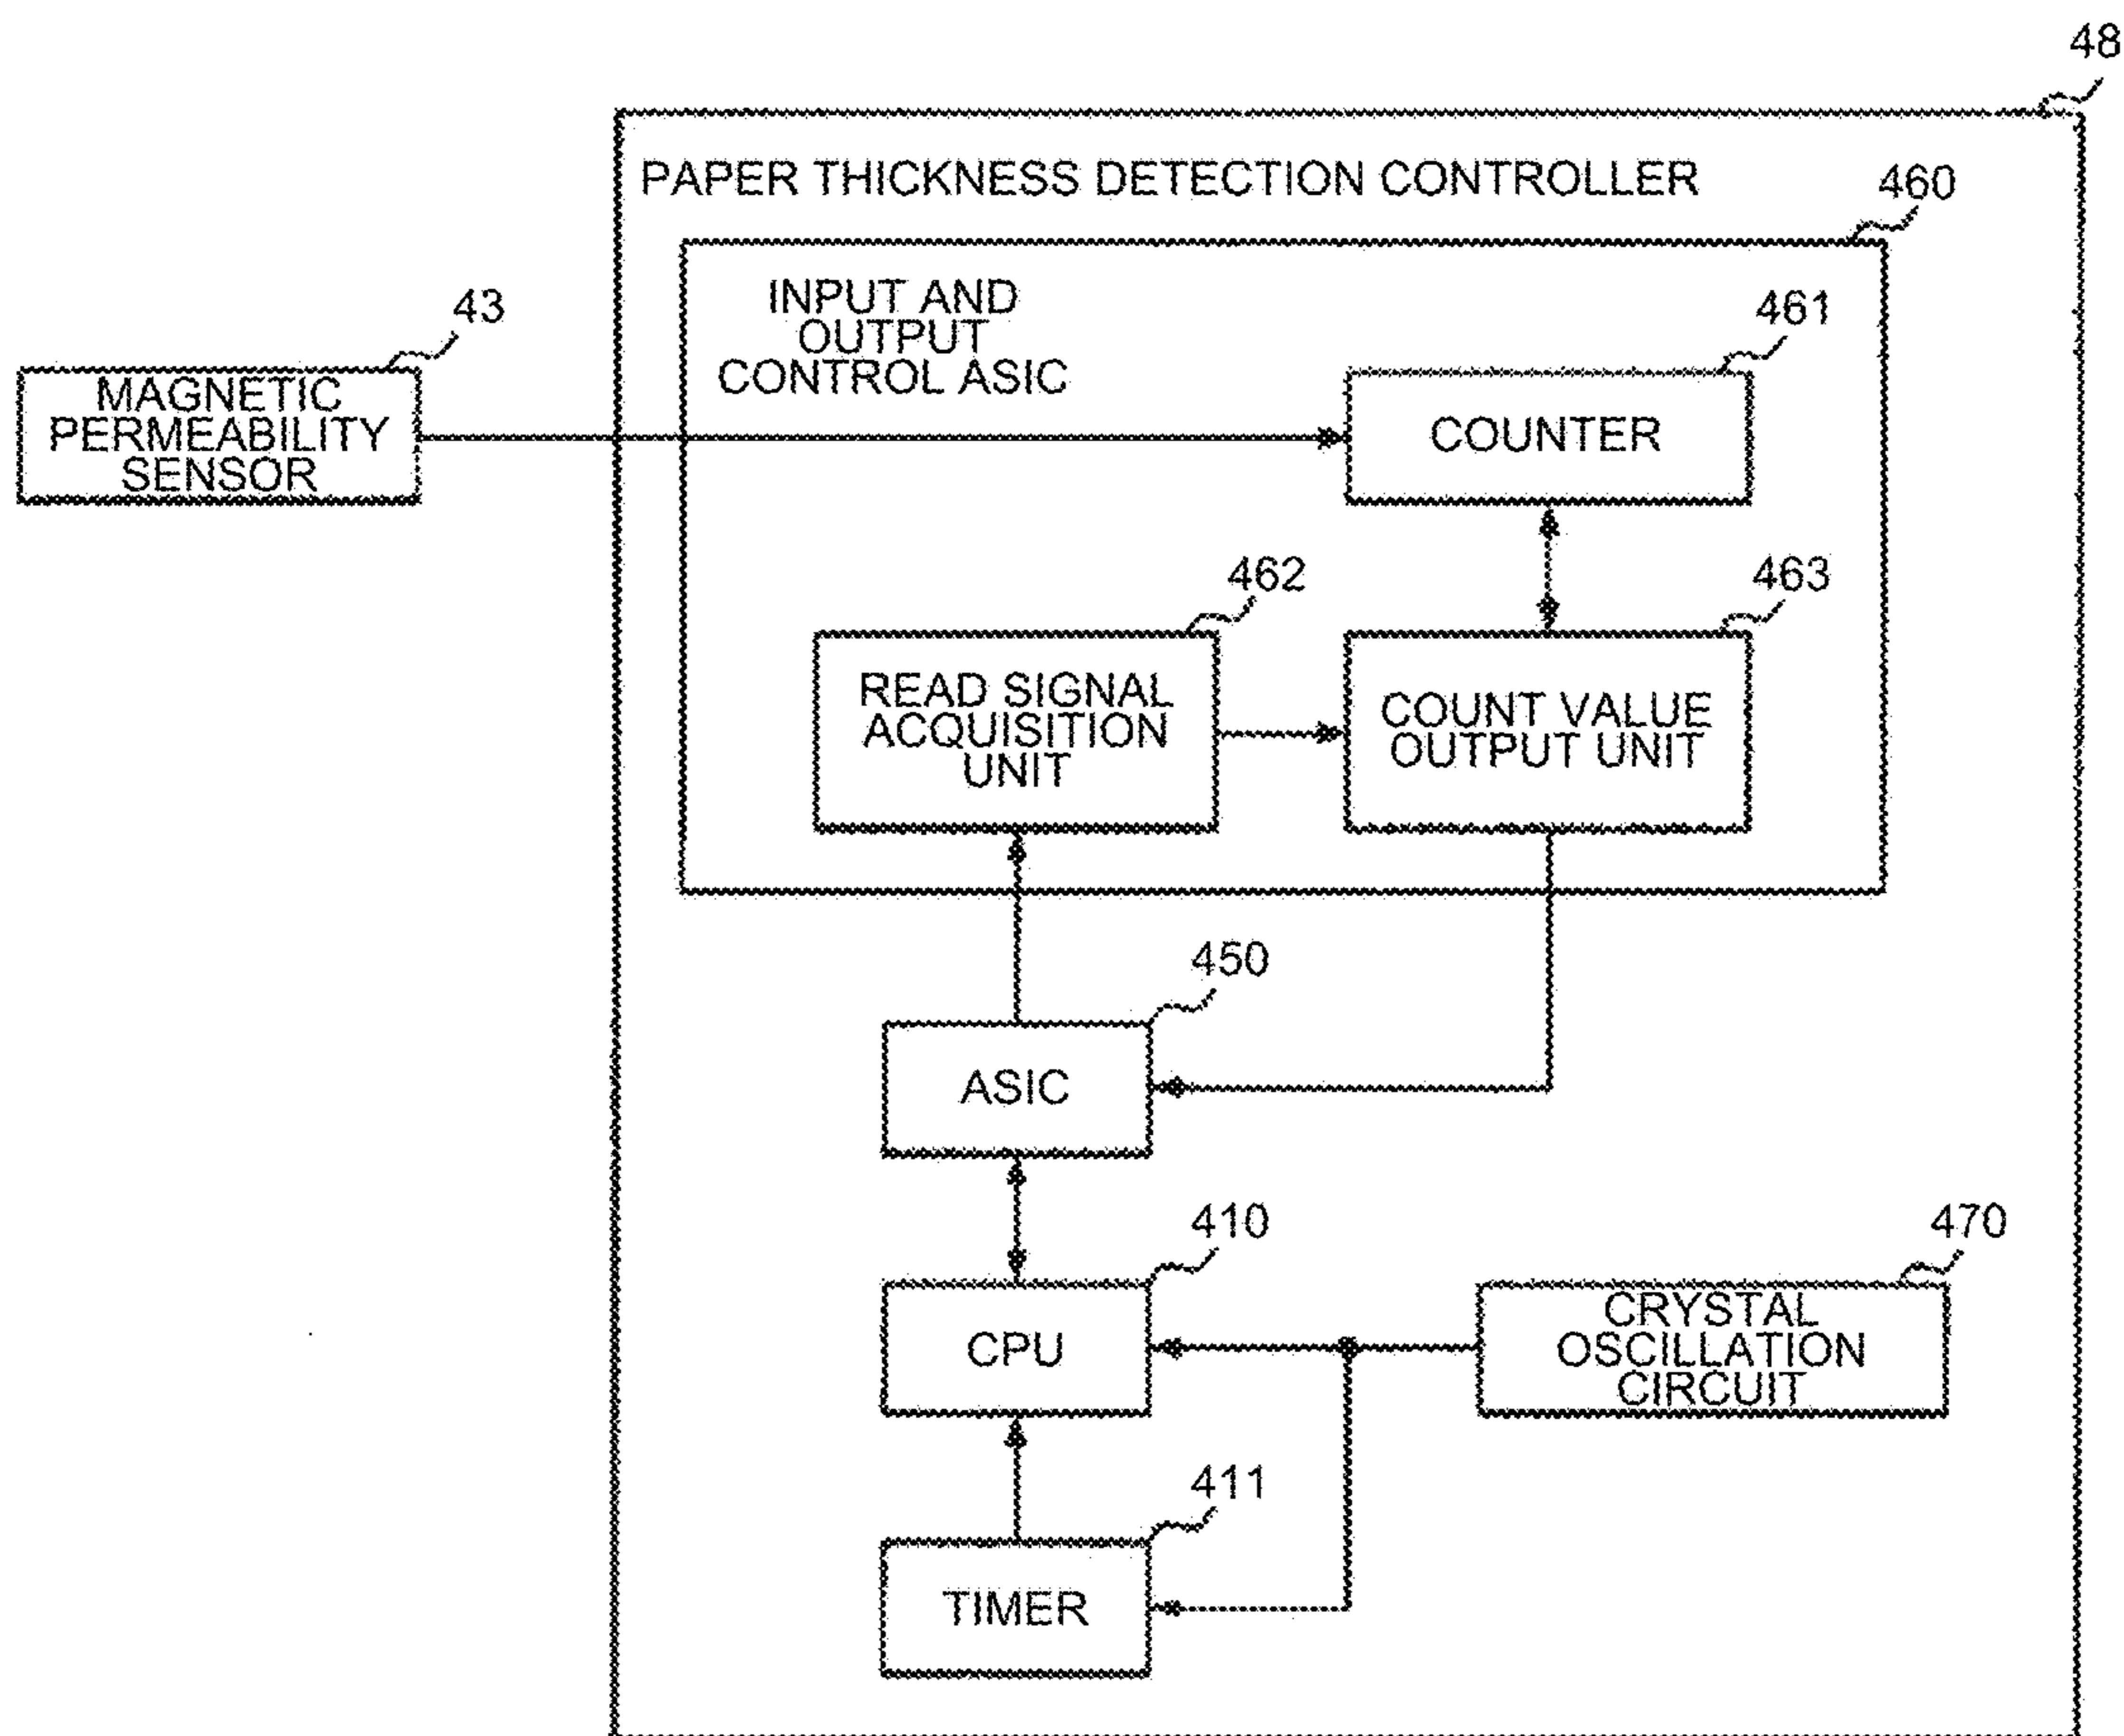 48
PAPER THICKNESS DETECTION CONTROLLER
460
INPUT AND
OUTPUT
CONTROL ASIC
461
43
MAGNETIC
PERMEABILITY
SENSOR
COUNTER
462
463
READ SIGNAL
ACQUISITION
UNIT
COUNT VALUE
OUTPUT UNIT
450
ASIC
410
470
CPU
CRYSTAL
OSCILLATION
CIRCUIT
411
TIMER